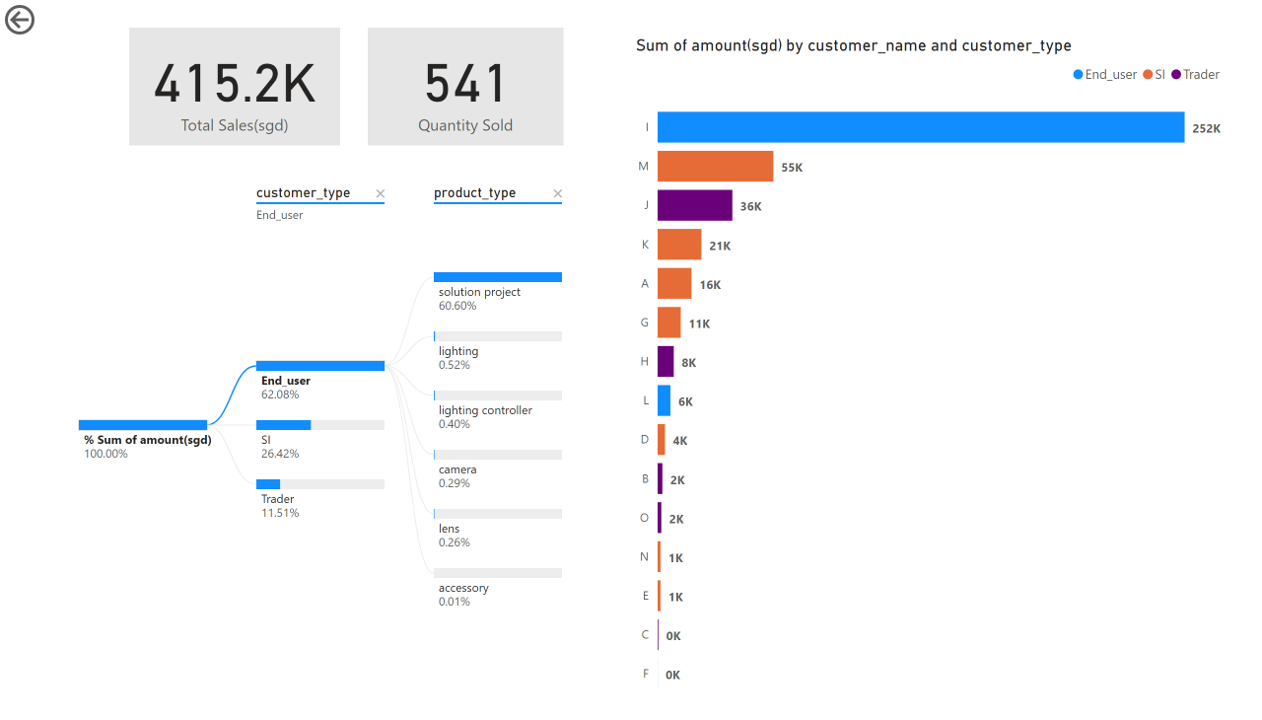 415.2K
Total Sales(sgd)
541
Quantity Sold
customer_type
End_user
product_type
% Sum of amount(sgd)
100.00%
End_user
62.08%
SI
26.42%
Trader
11.51%
solution project
60.60%
lighting
0.52%
lighting controller
0.40%
camera
0.29%
lens
0.26%
accessory
0.01%
Sum of amount(sgd) by customer_name and customer_type
End_user SI Trader
I 252K
M 55K
J 36K
K 21K
A 16K
G 11K
H 8K
L 6K
D 4K
B 2K
O 2K
N 1K
E 1K
C 0K
F 0K